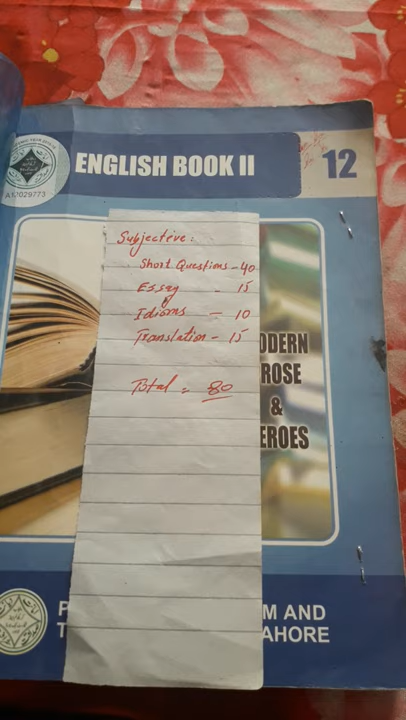 ENGLISH BOOK II
12
Subjective:
Short Questions - 40
Essay - 15
Idioms - 10
Translation - 15
Total = 80
ODERN
ROSE
&
EROES
M AND
AHORE